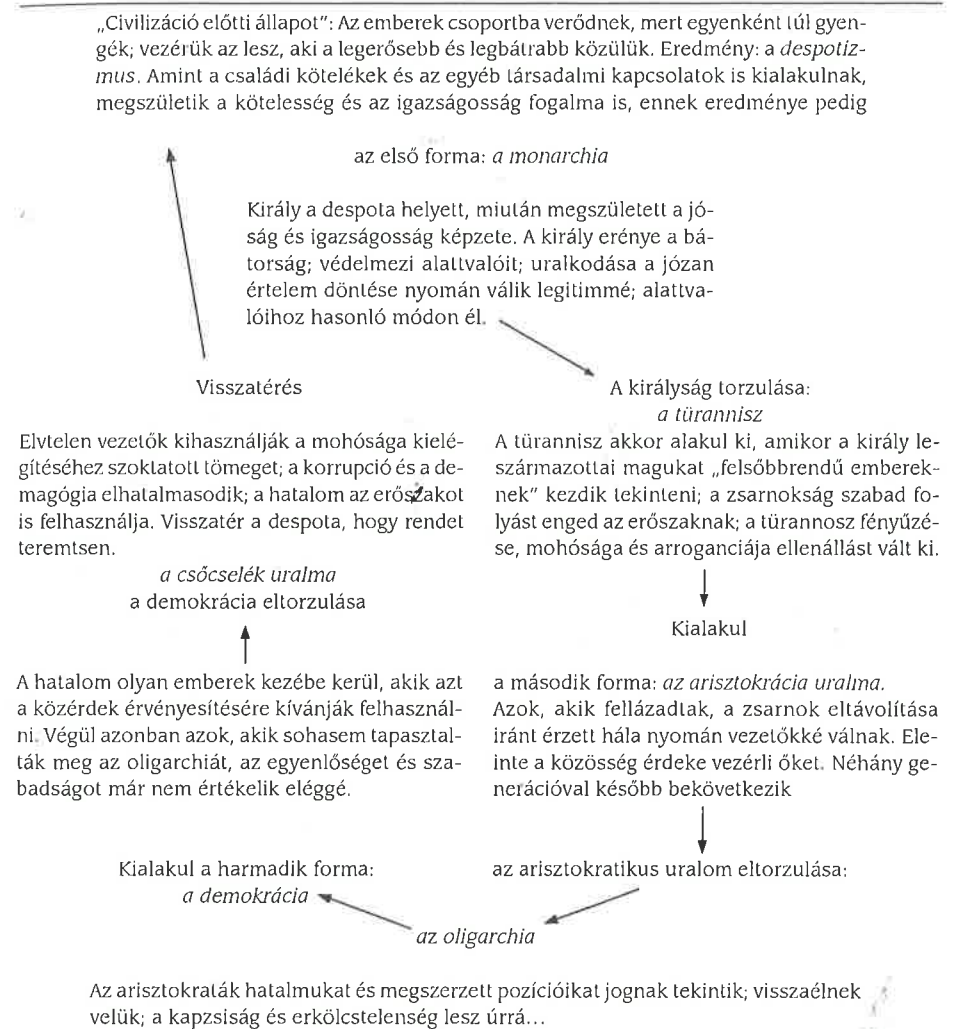 „Civilizáció előtti állapot”: Az emberek csoportba verődnek, mert egyenként túl gyen-
gék; vezérük az lesz, aki a legerősebb és legbátrabb közülük. Eredmény: a despotiz-
mus. Amint a családi kötelékek és az egyéb társadalmi kapcsolatok is kialakulnak,
megszületik a kötelesség és az igazságosság fogalma is, ennek eredménye pedig
az első forma: a monarchia
Király a despota helyett, miután megszületett a jó-
ság és igazságosság képzete. A király erénye a bá-
torság; védelmezi alattvalóit; uralkodása a józan
értelem döntése nyomán válik legitimmé; alattva-
lóihoz hasonló módon él.
A királyság torzulása:
a türannisz
A türannisz akkor alakul ki, amikor a király le-
származottai magukat „felsőbbrendű emberek-
nek” kezdik tekinteni; a zsarnokság szabad fo-
lyást enged az erőszaknak; a türannosz fényűzé-
se, mohósága és arroganciája ellenállást vált ki.
Kialakul
a második forma: az arisztokrácia uralma.
Azok, akik fellázadtak, a zsarnok eltávolítása
iránt érzett hála nyomán vezetőkké válnak. Ele-
inte a közösség érdeke vezérli őket. Néhány ge-
nerációval később bekövetkezik
az arisztokratikus uralom eltorzulása:
az oligarchia
Az arisztokraták hatalmukat és megszerzett pozícióikat jognak tekintik; visszaélnek
velük; a kapzsiság és erkölcstelenség lesz úrrá...
Kialakul a harmadik forma:
a demokrácia
A hatalom olyan emberek kezébe kerül, akik azt
a közérdek érvényesítésére kívánják felhasznál-
ni. Végül azonban azok, akik sohasem tapasztal-
ták meg az oligarchiát, az egyenlőséget és sza-
badságot már nem értékelik eléggé.
a csőcselék uralma
a demokrácia eltorzulása
Visszatérés
Elvtelen vezetők kihasználják a mohósága kielé-
gítéséhez szoktatott tömeget; a korrupció és a de-
magógia elhatalmasodik; a hatalom az erőszakot
is felhasználja. Visszatér a despota, hogy rendet
teremtsen.